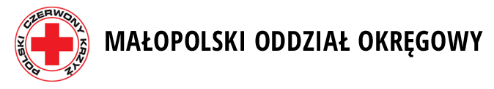 POLSKI CZERWONY KRZYŻ
MAŁOPOLSKI ODDZIAŁ OKRĘGOWY